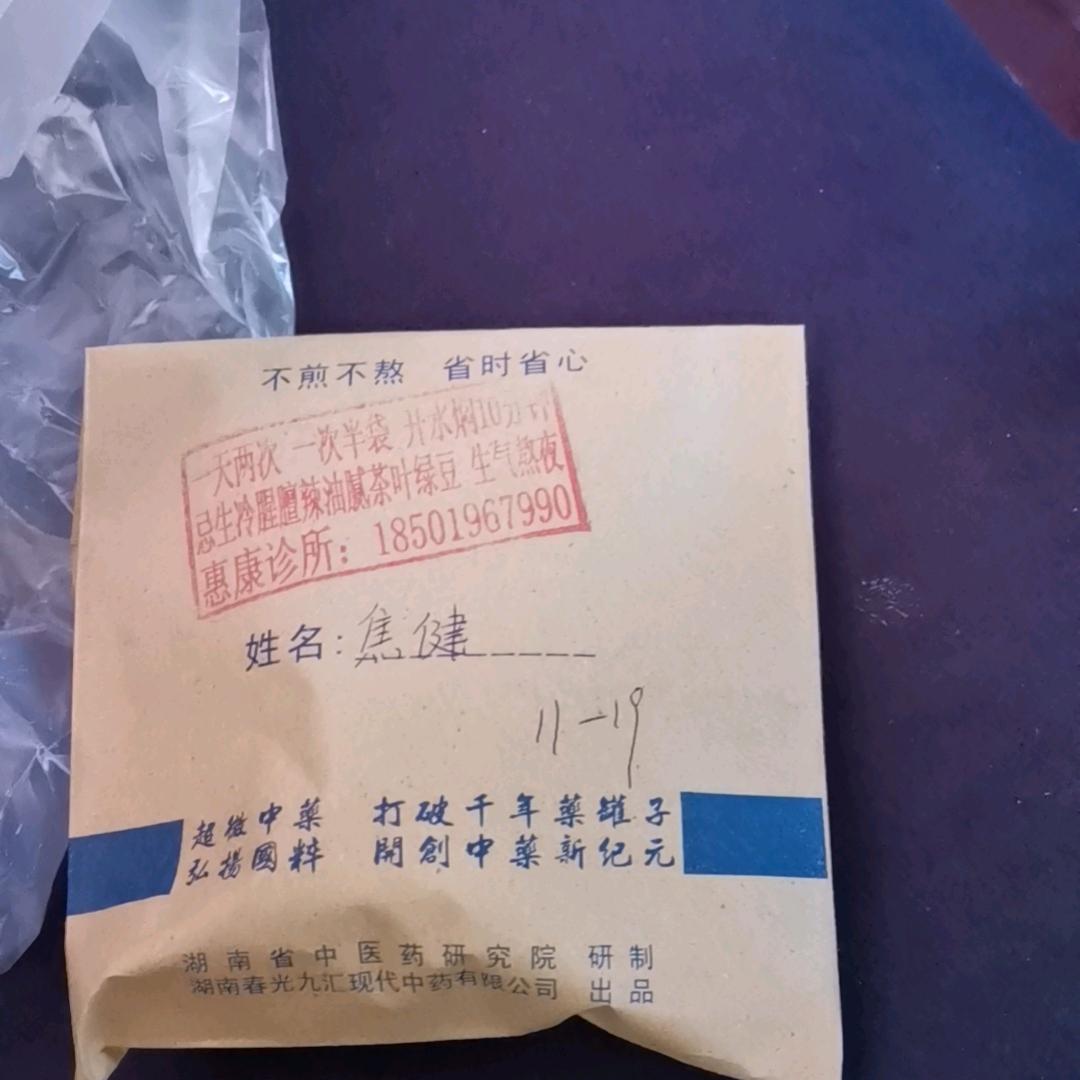 不煎不熬 省时省心
一天两次 一次半袋 开水焖10分钟
忌生冷腥膻辣油腻茶叶绿豆 生气熬夜
惠康诊所：18501967990
姓名：焦健
11-19
超微中藥 打破千年藥罐子
弘揚國粹 開創中藥新纪元
湖南省中医药研究院 研制
湖南春光九汇现代中药有限公司 出品